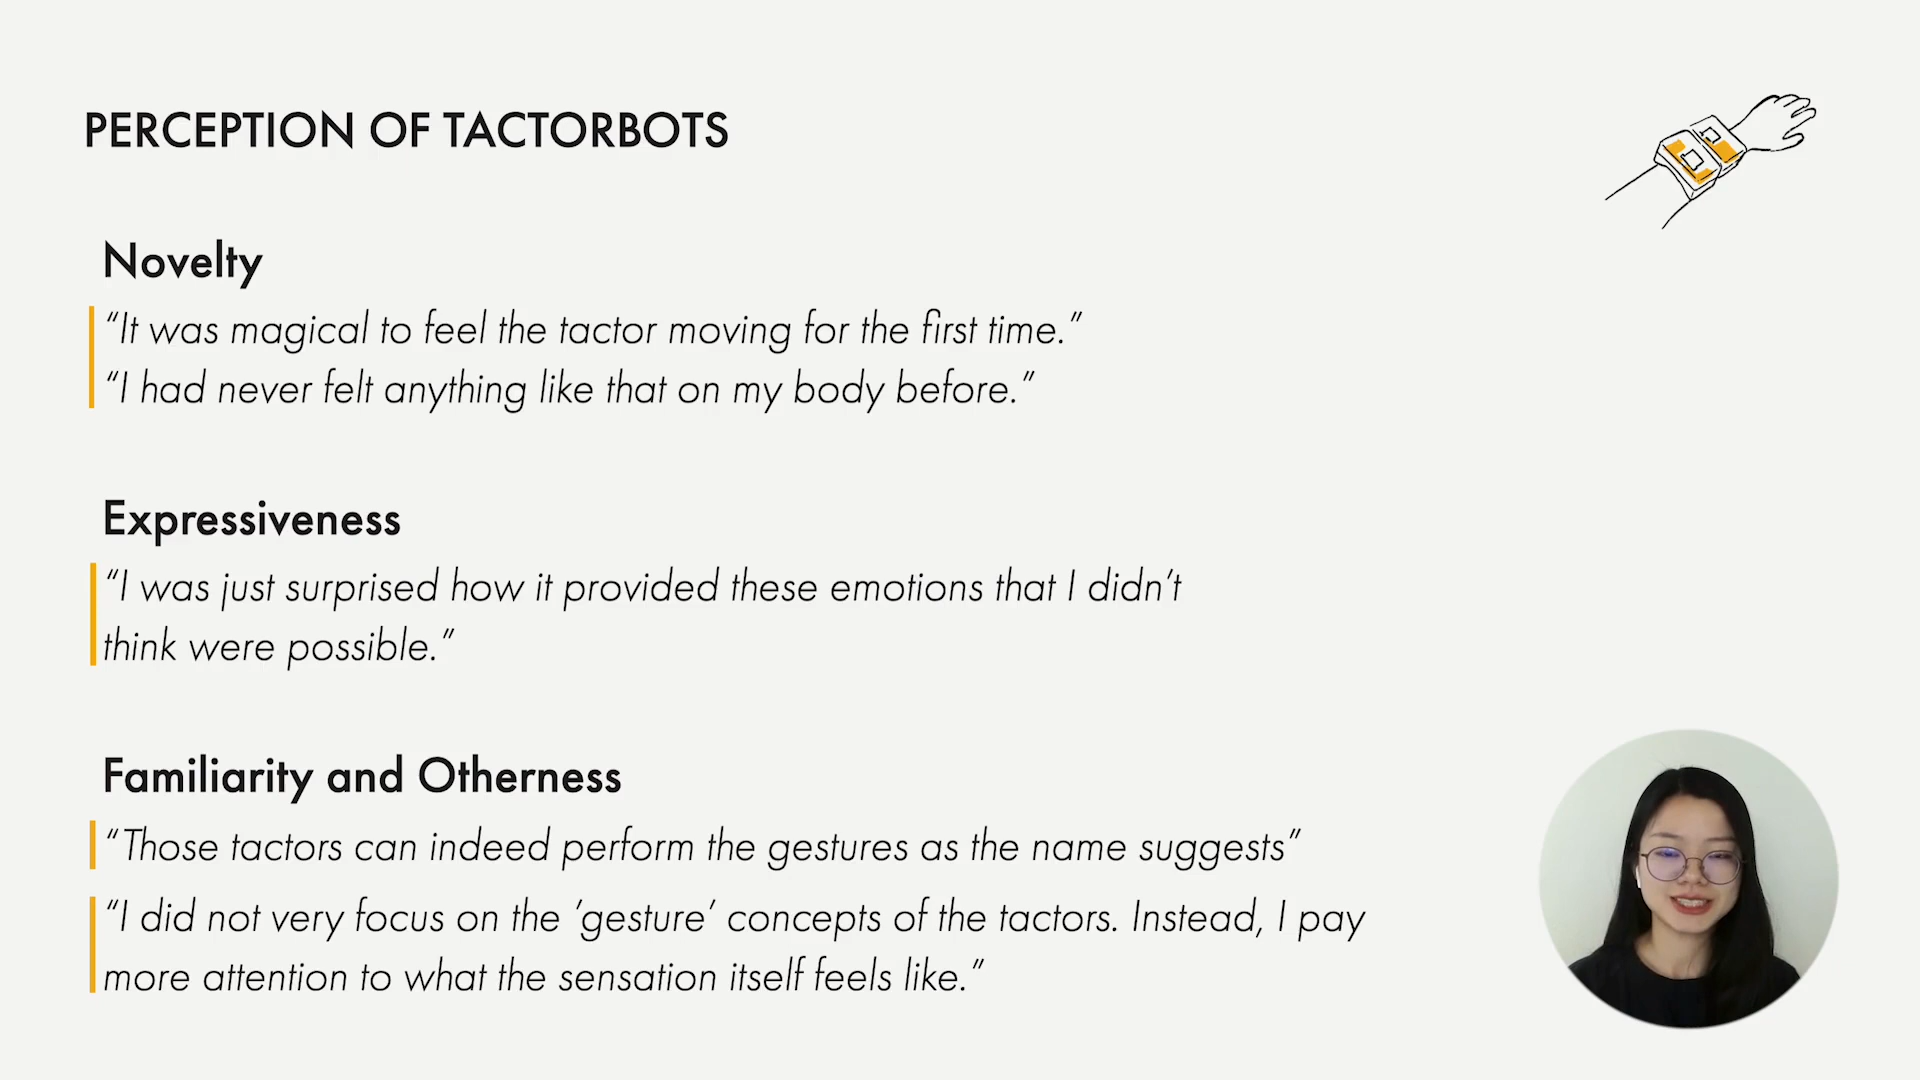 PERCEPTION OF TACTORBOTS
Novelty
“It was magical to feel the tactor moving for the first time.”
“I had never felt anything like that on my body before.”
Expressiveness
“I was just surprised how it provided these emotions that I didn’t
think were possible.”
Familiarity and Otherness
“Those tactors can indeed perform the gestures as the name suggests”
“I did not very focus on the ’gesture’ concepts of the tactors. Instead, I pay
more attention to what the sensation itself feels like.”